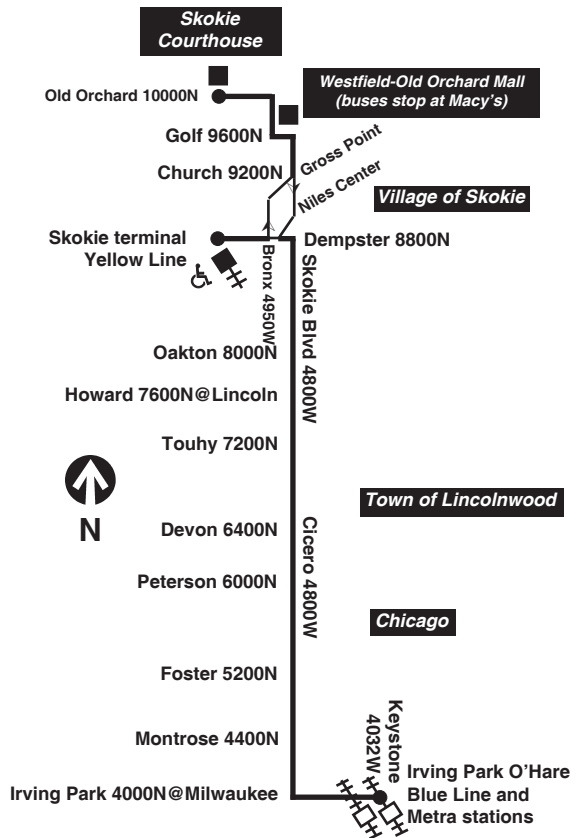 Skokie
Courthouse
Old Orchard 10000N
Westfield-Old Orchard Mall
(buses stop at Macy's)
Golf 9600N
Gross Point
Church 9200N
Niles Center
Village of Skokie
Skokie terminal
Yellow Line
Dempster 8800N
Bronx 4950W
Skokie Blvd 4800W
Oakton 8000N
Howard 7600N@Lincoln
Touhy 7200N
N
Town of Lincolnwood
Devon 6400N
Cicero 4800W
Peterson 6000N
Chicago
Foster 5200N
Montrose 4400N
Keystone
4032W
Irving Park 4000N@Milwaukee
Irving Park O'Hare
Blue Line and
Metra stations